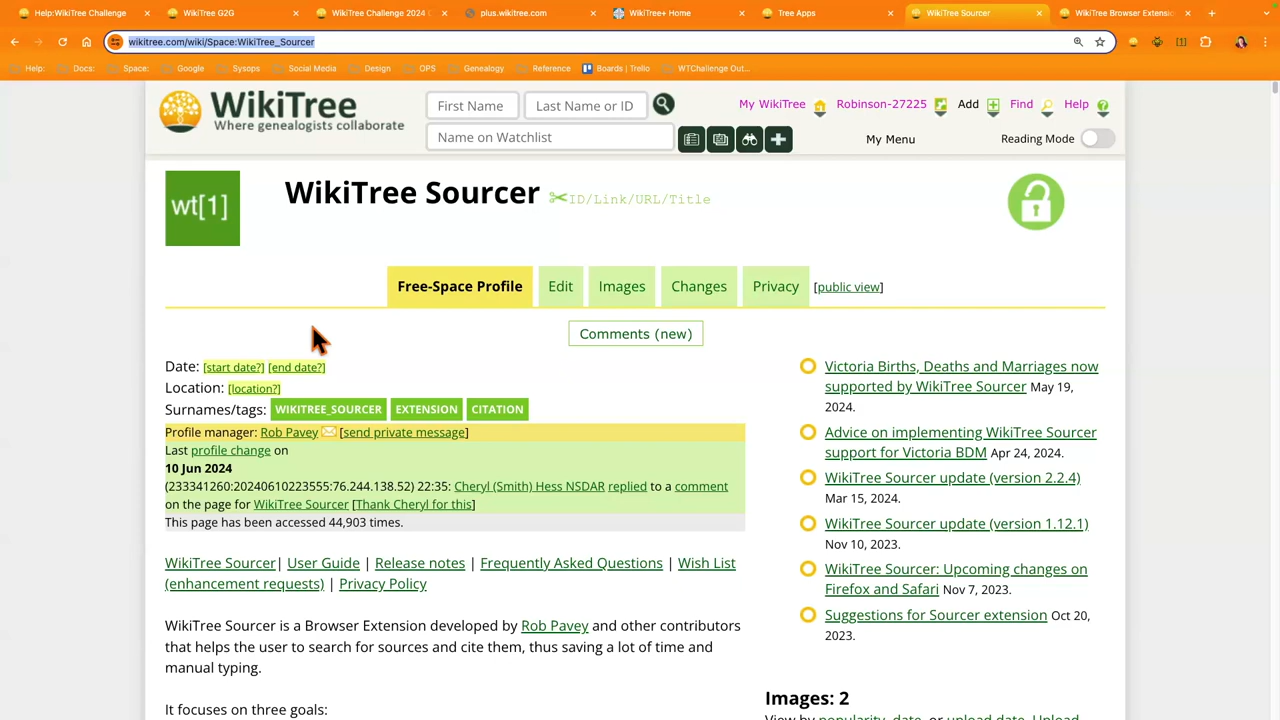 Help:WikiTree Challenge
WikiTree G2G
WikiTree Challenge 2024 C
plus.wikitree.com
WikiTree+ Home
Tree Apps
WikiTree Sourcer
WikiTree Browser Extensio
wikitree.com/wiki/Space:WikiTree_Sourcer
Help:
Docs:
Space:
Google
Sysops
Social Media
Design
OPS
Genealogy
Reference
Boards | Trello
WTChallenge Out...
WikiTree
Where genealogists collaborate
First Name
Last Name or ID
My WikiTree
Robinson-27225
Add
Find
Help
Name on Watchlist
My Menu
Reading Mode
wt[1]
WikiTree Sourcer
ID/Link/URL/Title
Free-Space Profile
Edit
Images
Changes
Privacy
[public view]
Comments (new)
Date: [start date?] [end date?]
Location: [location?]
Surnames/tags: WIKITREE_SOURCER EXTENSION CITATION
Profile manager: Rob Pavey [send private message]
Last profile change on
10 Jun 2024
(233341260:20240610223555:76.244.138.52) 22:35: Cheryl (Smith) Hess NSDAR replied to a comment
on the page for WikiTree Sourcer [Thank Cheryl for this]
This page has been accessed 44,903 times.
WikiTree Sourcer| User Guide | Release notes | Frequently Asked Questions | Wish List
(enhancement requests) | Privacy Policy
WikiTree Sourcer is a Browser Extension developed by Rob Pavey and other contributors
that helps the user to search for sources and cite them, thus saving a lot of time and
manual typing.
It focuses on three goals:
Victoria Births, Deaths and Marriages now
supported by WikiTree Sourcer May 19,
2024.
Advice on implementing WikiTree Sourcer
support for Victoria BDM Apr 24, 2024.
WikiTree Sourcer update (version 2.2.4)
Mar 15, 2024.
WikiTree Sourcer update (version 1.12.1)
Nov 10, 2023.
WikiTree Sourcer: Upcoming changes on
Firefox and Safari Nov 7, 2023.
Suggestions for Sourcer extension Oct 20,
2023.
Images: 2
View by popularity, date, or upload date. Upload